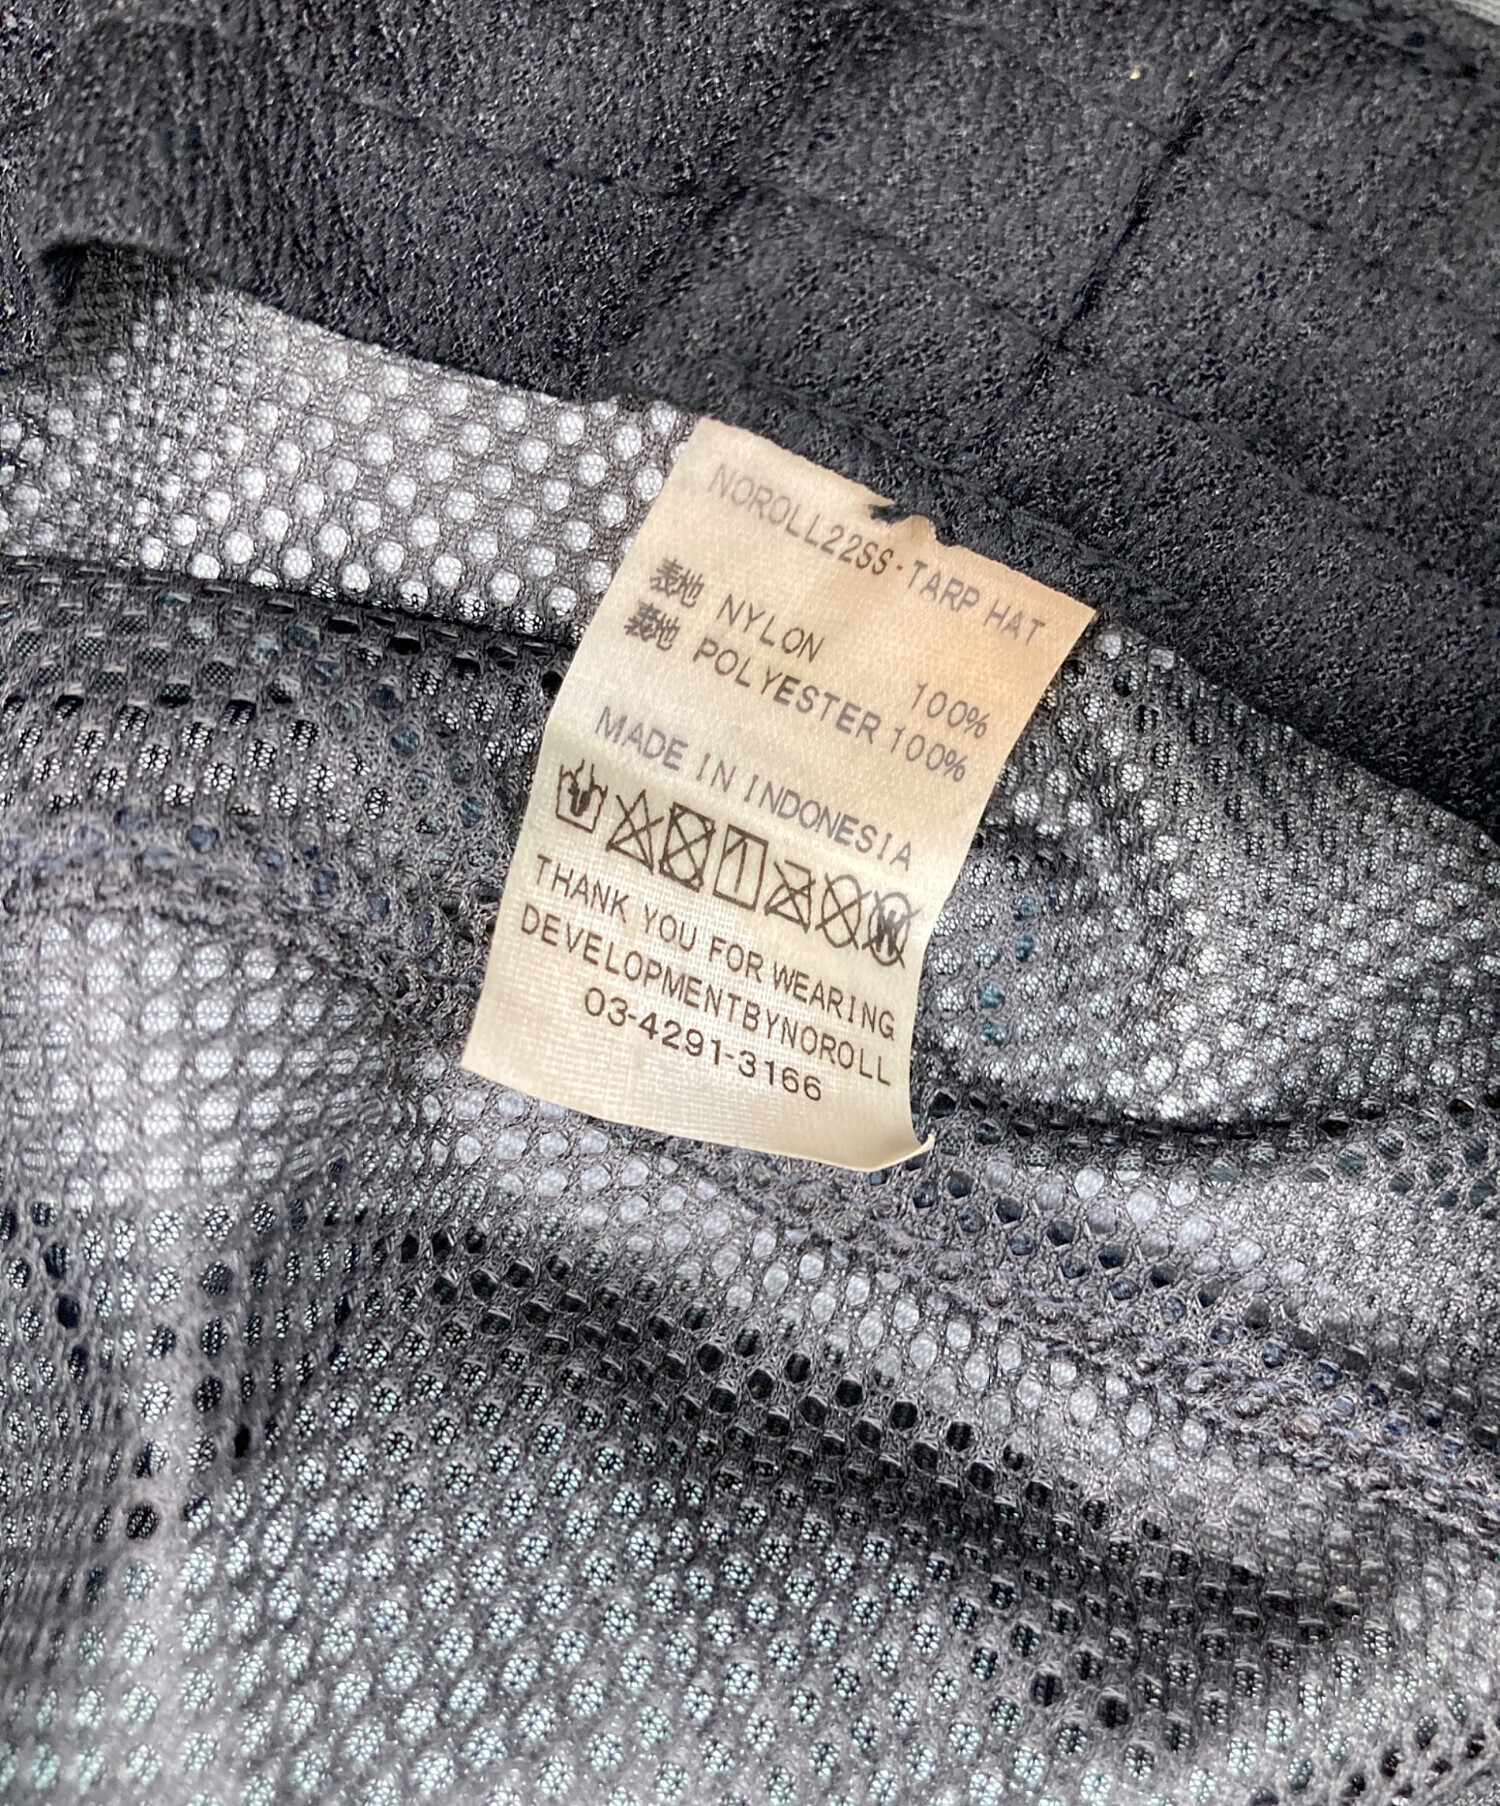 NOROLL22SS-TARP HAT
表地 NYLON 100%
表地 POLYESTER 100%
MADE IN INDONESIA
THANK YOU FOR WEARING
DEVELOPMENTBYNOROLL
03-4291-3166